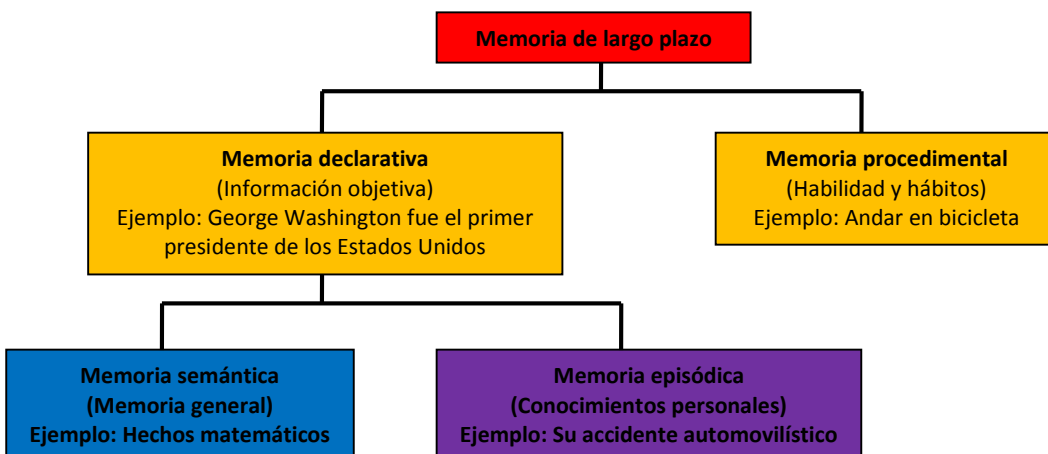 Memoria de largo plazo
Memoria declarativa
(Información objetiva)
Ejemplo: George Washington fue el primer
presidente de los Estados Unidos
Memoria procedimental
(Habilidad y hábitos)
Ejemplo: Andar en bicicleta
Memoria semántica
(Memoria general)
Ejemplo: Hechos matemáticos
Memoria episódica
(Conocimientos personales)
Ejemplo: Su accidente automovilístico